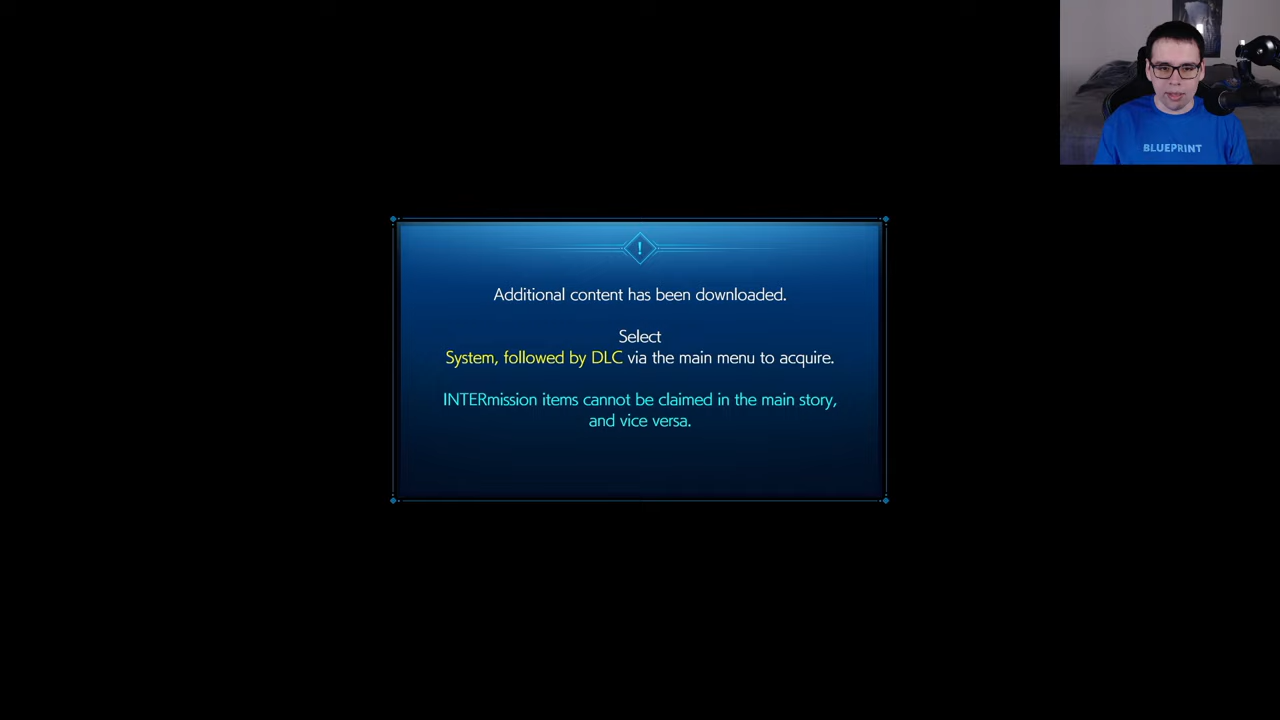 BLUEPRINT
!
Additional content has been downloaded.
Select
System, followed by DLC via the main menu to acquire.
INTERmission items cannot be claimed in the main story,
and vice versa.